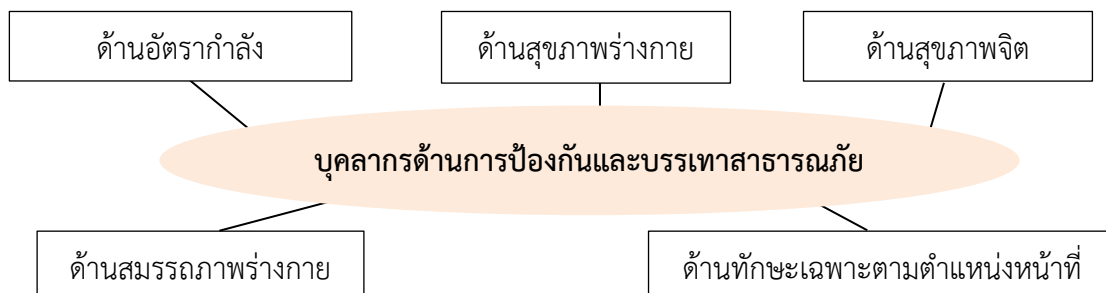 ด้านอัตรากำลัง
ด้านสุขภาพร่างกาย
ด้านสุขภาพจิต
บุคลากรด้านการป้องกันและบรรเทาสาธารณภัย
ด้านสมรรถภาพร่างกาย
ด้านทักษะเฉพาะตามตำแหน่งหน้าที่